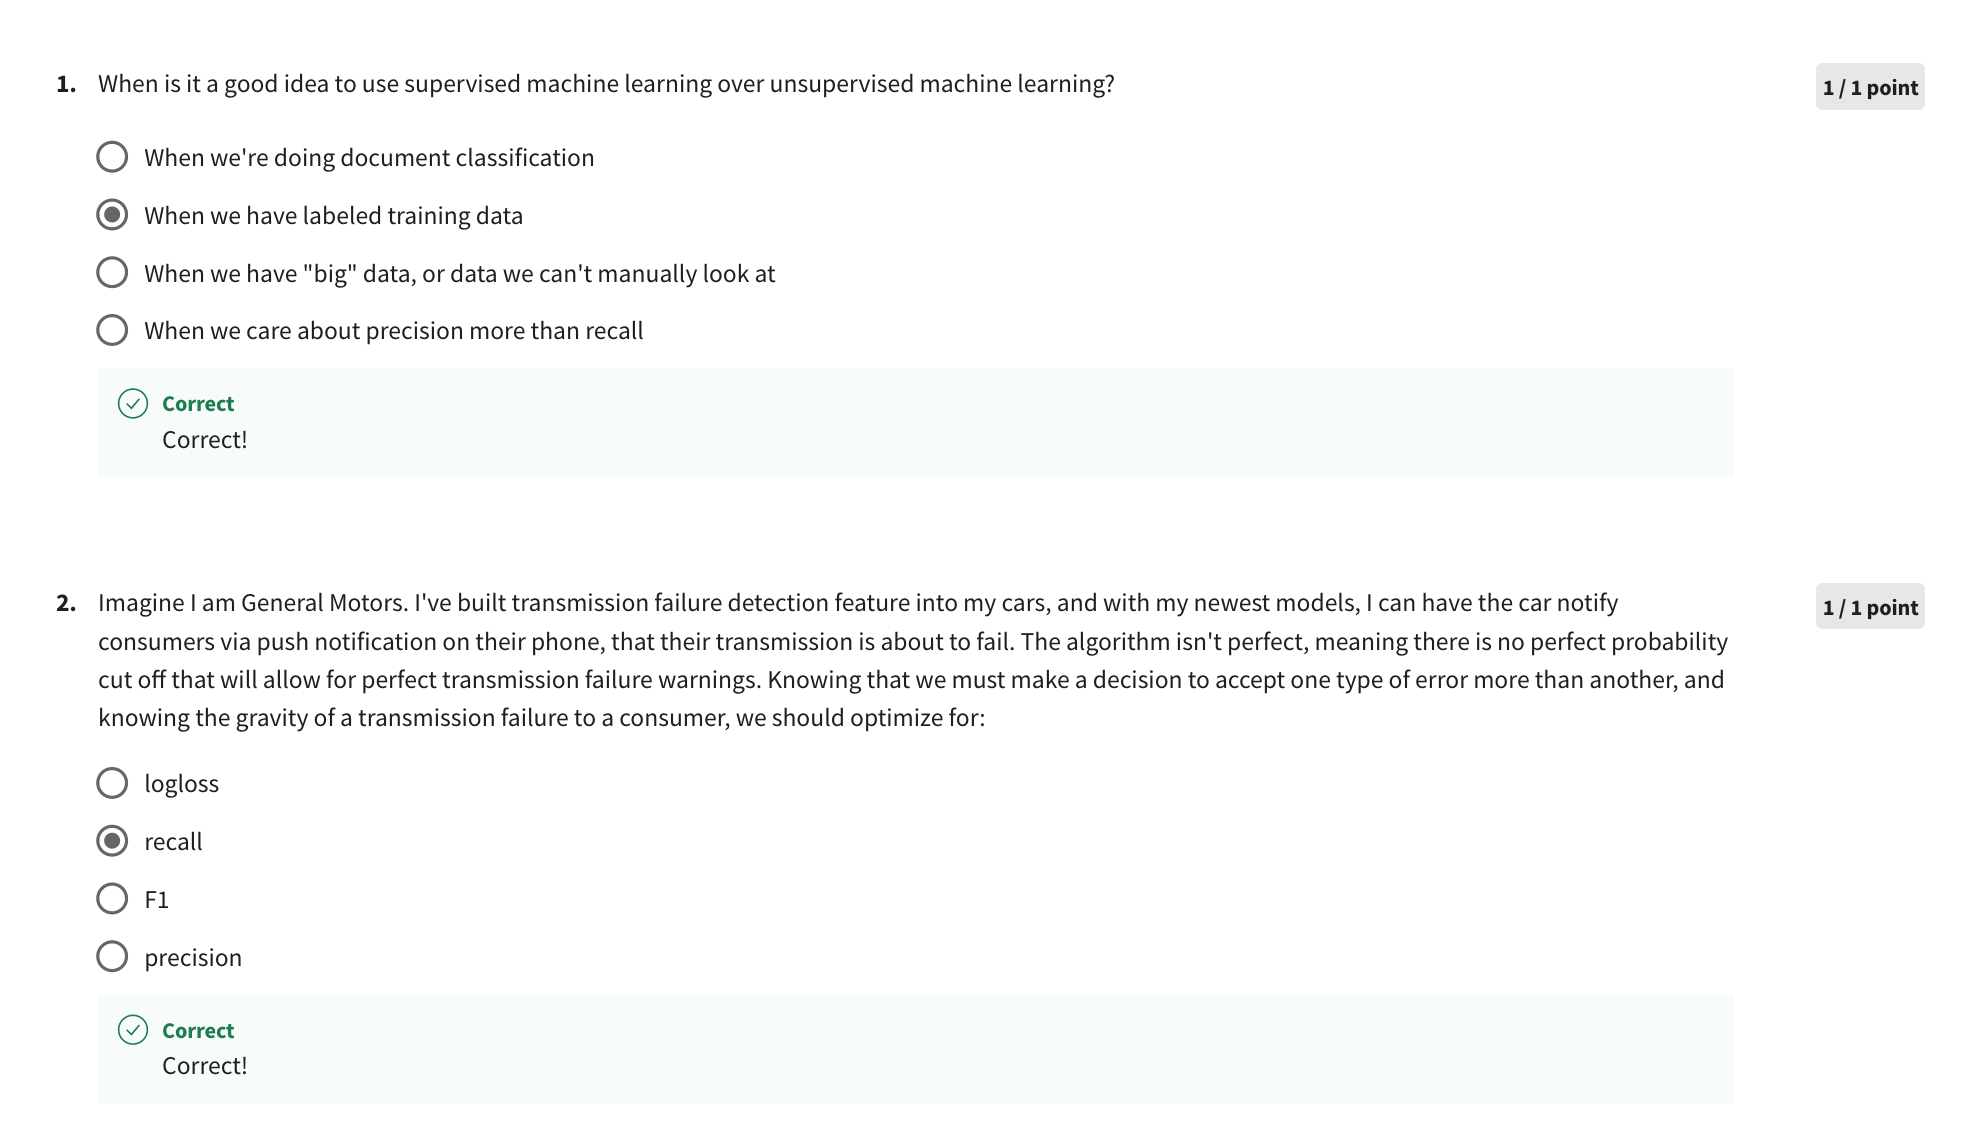 1. When is it a good idea to use supervised machine learning over unsupervised machine learning?
1 / 1 point
When we're doing document classification
When we have labeled training data
When we have "big" data, or data we can't manually look at
When we care about precision more than recall
Correct
Correct!
2. Imagine I am General Motors. I've built transmission failure detection feature into my cars, and with my newest models, I can have the car notify
consumers via push notification on their phone, that their transmission is about to fail. The algorithm isn't perfect, meaning there is no perfect probability
cut off that will allow for perfect transmission failure warnings. Knowing that we must make a decision to accept one type of error more than another, and
knowing the gravity of a transmission failure to a consumer, we should optimize for:
1 / 1 point
logloss
recall
F1
precision
Correct
Correct!